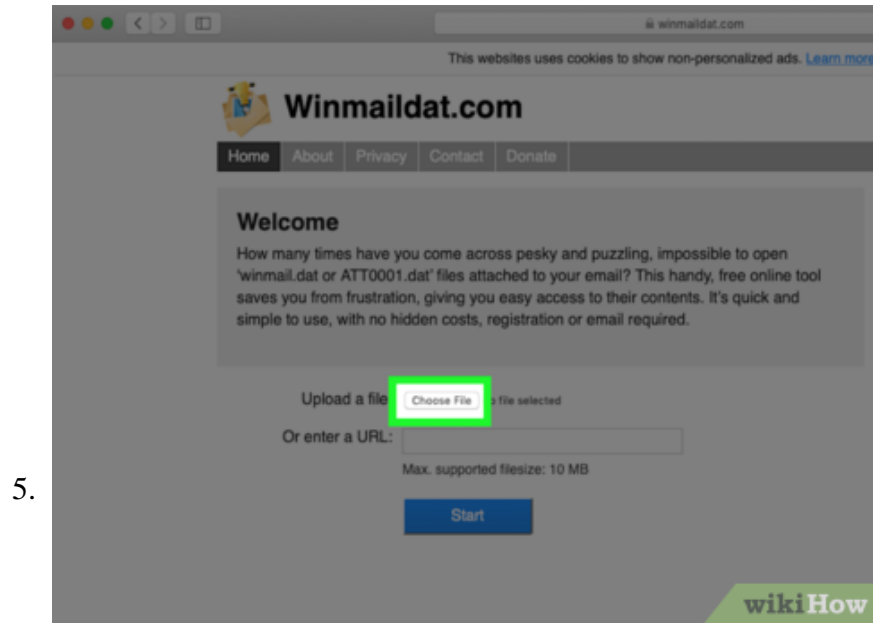 winmaildat.com
This websites uses cookies to show non-personalized ads. Learn more
Winmaildat.com
Home About Privacy Contact Donate
Welcome
How many times have you come across pesky and puzzling, impossible to open
'winmail.dat or ATT0001.dat' files attached to your email? This handy, free online tool
saves you from frustration, giving you easy access to their contents. It's quick and
simple to use, with no hidden costs, registration or email required.
Upload a file Choose File file selected
Or enter a URL:
Max. supported filesize: 10 MB
5.
Start
wikiHow